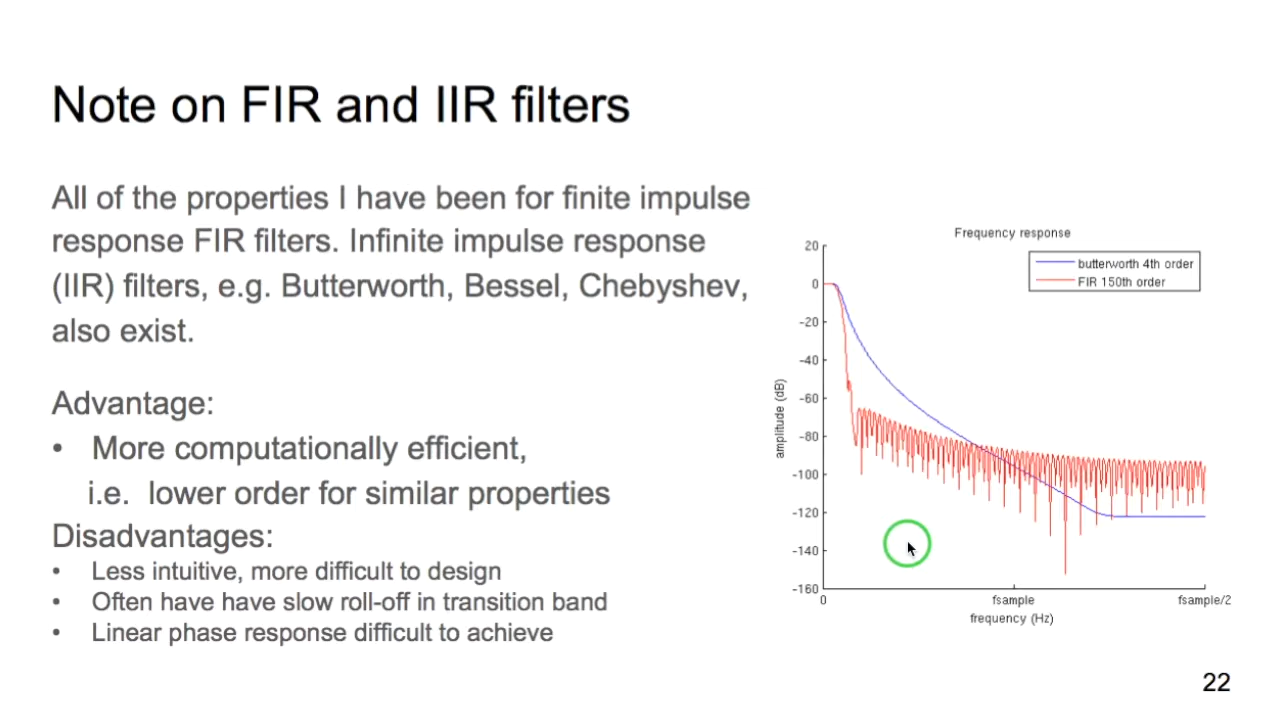 Note on FIR and IIR filters
All of the properties I have been for finite impulse
response FIR filters. Infinite impulse response
(IIR) filters, e.g. Butterworth, Bessel, Chebyshev,
also exist.
Advantage:
• More computationally efficient,
i.e. lower order for similar properties
Disadvantages:
• Less intuitive, more difficult to design
• Often have have slow roll-off in transition band
• Linear phase response difficult to achieve
Frequency response
butterworth 4th order
FIR 150th order
20
0
-20
-40
-60
-80
-100
-120
-140
-160
amplitude (dB)
0 fsample fsample/2
frequency (Hz)
22